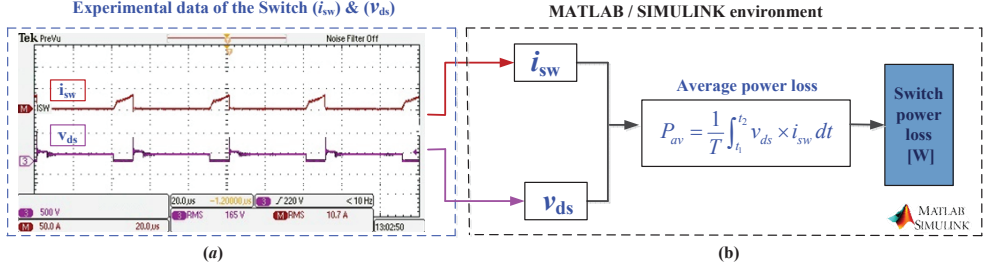 Experimental data of the Switch (isw) & (vds)
MATLAB / SIMULINK environment
Tek PreVu
Noise Filter Off
isw
M
ISW
vds
3
20.0µs
-1.20000µs
3
220 V
< 10 Hz
3 500 V
3 RMS 165 V
M RMS 10.7 A
M 50.0 A 20.0µs
13:02:50
isw
vds
Average power loss
Pav = 1/T ∫t1t2 vds × isw dt
Switch
power
loss
[W]
MATLAB
SIMULINK
(a)
(b)